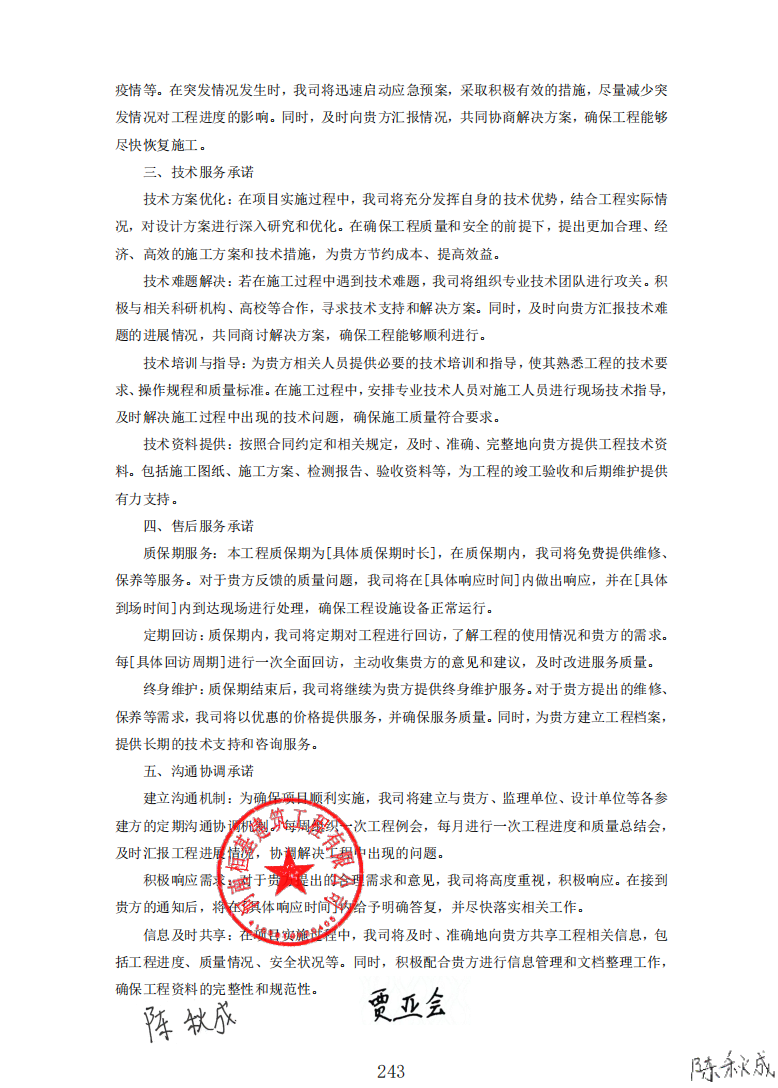 疫情等。在突发情况发生时，我司将迅速启动应急预案，采取积极有效的措施，尽量减少突
发情况对工程进度的影响。同时，及时向贵方汇报情况，共同协商解决方案，确保工程能够
尽快恢复施工。
三、技术服务承诺
技术方案优化：在项目实施过程中，我司将充分发挥自身的技术优势，结合工程实际情
况，对设计方案进行深入研究和优化。在确保工程质量和安全的前提下，提出更加合理、经
济、高效的施工方案和技术措施，为贵方节约成本、提高效益。
技术难题解决：若在施工过程中遇到技术难题，我司将组织专业技术团队进行攻关。积
极与相关科研机构、高校等合作，寻求技术支持和解决方案。同时，及时向贵方汇报技术难
题的进展情况，共同商讨解决方案，确保工程能够顺利进行。
技术培训与指导：为贵方相关人员提供必要的技术培训和指导，使其熟悉工程的技术要
求、操作规程和质量标准。在施工过程中，安排专业技术人员对施工人员进行现场技术指导，
及时解决施工过程中出现的技术问题，确保施工质量符合要求。
技术资料提供：按照合同约定和相关规定，及时、准确、完整地向贵方提供工程技术资
料。包括施工图纸、施工方案、检测报告、验收资料等，为工程的竣工验收和后期维护提供
有力支持。
四、售后服务承诺
质保期服务：本工程质保期为[具体质保期时长]，在质保期内，我司将免费提供维修、
保养等服务。对于贵方反馈的质量问题，我司将在[具体响应时间]内做出响应，并在[具体
到场时间]内到达现场进行处理，确保工程设施设备正常运行。
定期回访：质保期内，我司将定期对工程进行回访，了解工程的使用情况和贵方的需求。
每[具体回访周期]进行一次全面回访，主动收集贵方的意见和建议，及时改进服务质量。
终身维护：质保期结束后，我司将继续为贵方提供终身维护服务。对于贵方提出的维修、
保养等需求，我司将以优惠的价格提供服务，并确保服务质量。同时，为贵方建立工程档案，
提供长期的技术支持和咨询服务。
五、沟通协调承诺
建立沟通机制：为确保项目顺利实施，我司将建立与贵方、监理单位、设计单位等各参
建方的定期沟通协调机制。每周组织一次工程例会，每月进行一次工程进度和质量总结会，
及时汇报工程进展情况，协调解决工程中出现的问题。
积极响应需求：对于贵方提出的合理需求和意见，我司将高度重视，积极响应。在接到
贵方的通知后，将在[具体响应时间]内给予明确答复，并尽快落实相关工作。
信息及时共享：在项目实施过程中，我司将及时、准确地向贵方共享工程相关信息，包
括工程进度、质量情况、安全状况等。同时，积极配合贵方进行信息管理和文档整理工作，
确保工程资料的完整性和规范性。
河南桓基建筑工程有限公司
陈秋成
贾亚会
243
陈秋成